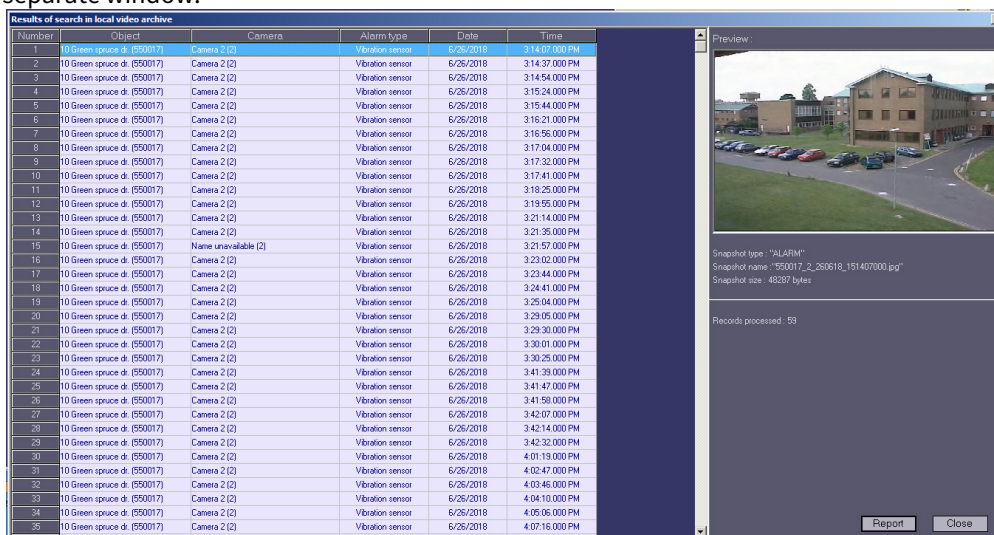 separate window.
Results of search in local video archive
Number Object Camera Alarm type Date Time
1 10 Green spruce dr. (550017) Camera 2 (2) Vibration sensor 6/26/2018 3:14:07.000 PM
2 10 Green spruce dr. (550017) Camera 2 (2) Vibration sensor 6/26/2018 3:14:37.000 PM
3 10 Green spruce dr. (550017) Camera 2 (2) Vibration sensor 6/26/2018 3:14:54.000 PM
4 10 Green spruce dr. (550017) Camera 2 (2) Vibration sensor 6/26/2018 3:15:24.000 PM
5 10 Green spruce dr. (550017) Camera 2 (2) Vibration sensor 6/26/2018 3:15:44.000 PM
6 10 Green spruce dr. (550017) Camera 2 (2) Vibration sensor 6/26/2018 3:16:21.000 PM
7 10 Green spruce dr. (550017) Camera 2 (2) Vibration sensor 6/26/2018 3:16:56.000 PM
8 10 Green spruce dr. (550017) Camera 2 (2) Vibration sensor 6/26/2018 3:17:04.000 PM
9 10 Green spruce dr. (550017) Camera 2 (2) Vibration sensor 6/26/2018 3:17:32.000 PM
10 10 Green spruce dr. (550017) Camera 2 (2) Vibration sensor 6/26/2018 3:17:41.000 PM
11 10 Green spruce dr. (550017) Camera 2 (2) Vibration sensor 6/26/2018 3:18:25.000 PM
12 10 Green spruce dr. (550017) Camera 2 (2) Vibration sensor 6/26/2018 3:19:55.000 PM
13 10 Green spruce dr. (550017) Camera 2 (2) Vibration sensor 6/26/2018 3:21:14.000 PM
14 10 Green spruce dr. (550017) Camera 2 (2) Vibration sensor 6/26/2018 3:21:35.000 PM
15 10 Green spruce dr. (550017) Name unavailable (2) Vibration sensor 6/26/2018 3:21:57.000 PM
16 10 Green spruce dr. (550017) Camera 2 (2) Vibration sensor 6/26/2018 3:23:02.000 PM
17 10 Green spruce dr. (550017) Camera 2 (2) Vibration sensor 6/26/2018 3:23:44.000 PM
18 10 Green spruce dr. (550017) Camera 2 (2) Vibration sensor 6/26/2018 3:24:41.000 PM
19 10 Green spruce dr. (550017) Camera 2 (2) Vibration sensor 6/26/2018 3:25:04.000 PM
20 10 Green spruce dr. (550017) Camera 2 (2) Vibration sensor 6/26/2018 3:29:05.000 PM
21 10 Green spruce dr. (550017) Camera 2 (2) Vibration sensor 6/26/2018 3:29:30.000 PM
22 10 Green spruce dr. (550017) Camera 2 (2) Vibration sensor 6/26/2018 3:30:01.000 PM
23 10 Green spruce dr. (550017) Camera 2 (2) Vibration sensor 6/26/2018 3:30:25.000 PM
24 10 Green spruce dr. (550017) Camera 2 (2) Vibration sensor 6/26/2018 3:41:39.000 PM
25 10 Green spruce dr. (550017) Camera 2 (2) Vibration sensor 6/26/2018 3:41:47.000 PM
26 10 Green spruce dr. (550017) Camera 2 (2) Vibration sensor 6/26/2018 3:41:58.000 PM
27 10 Green spruce dr. (550017) Camera 2 (2) Vibration sensor 6/26/2018 3:42:07.000 PM
28 10 Green spruce dr. (550017) Camera 2 (2) Vibration sensor 6/26/2018 3:42:14.000 PM
29 10 Green spruce dr. (550017) Camera 2 (2) Vibration sensor 6/26/2018 3:42:32.000 PM
30 10 Green spruce dr. (550017) Camera 2 (2) Vibration sensor 6/26/2018 4:01:19.000 PM
31 10 Green spruce dr. (550017) Camera 2 (2) Vibration sensor 6/26/2018 4:02:47.000 PM
32 10 Green spruce dr. (550017) Camera 2 (2) Vibration sensor 6/26/2018 4:03:46.000 PM
33 10 Green spruce dr. (550017) Camera 2 (2) Vibration sensor 6/26/2018 4:04:10.000 PM
34 10 Green spruce dr. (550017) Camera 2 (2) Vibration sensor 6/26/2018 4:05:06.000 PM
35 10 Green spruce dr. (550017) Camera 2 (2) Vibration sensor 6/26/2018 4:07:16.000 PM
Preview :
Snapshot type : "ALARM"
Snapshot name :"550017_2_260618_151407000.jpg"
Snapshot size : 48287 bytes
Records processed : 59
Report Close